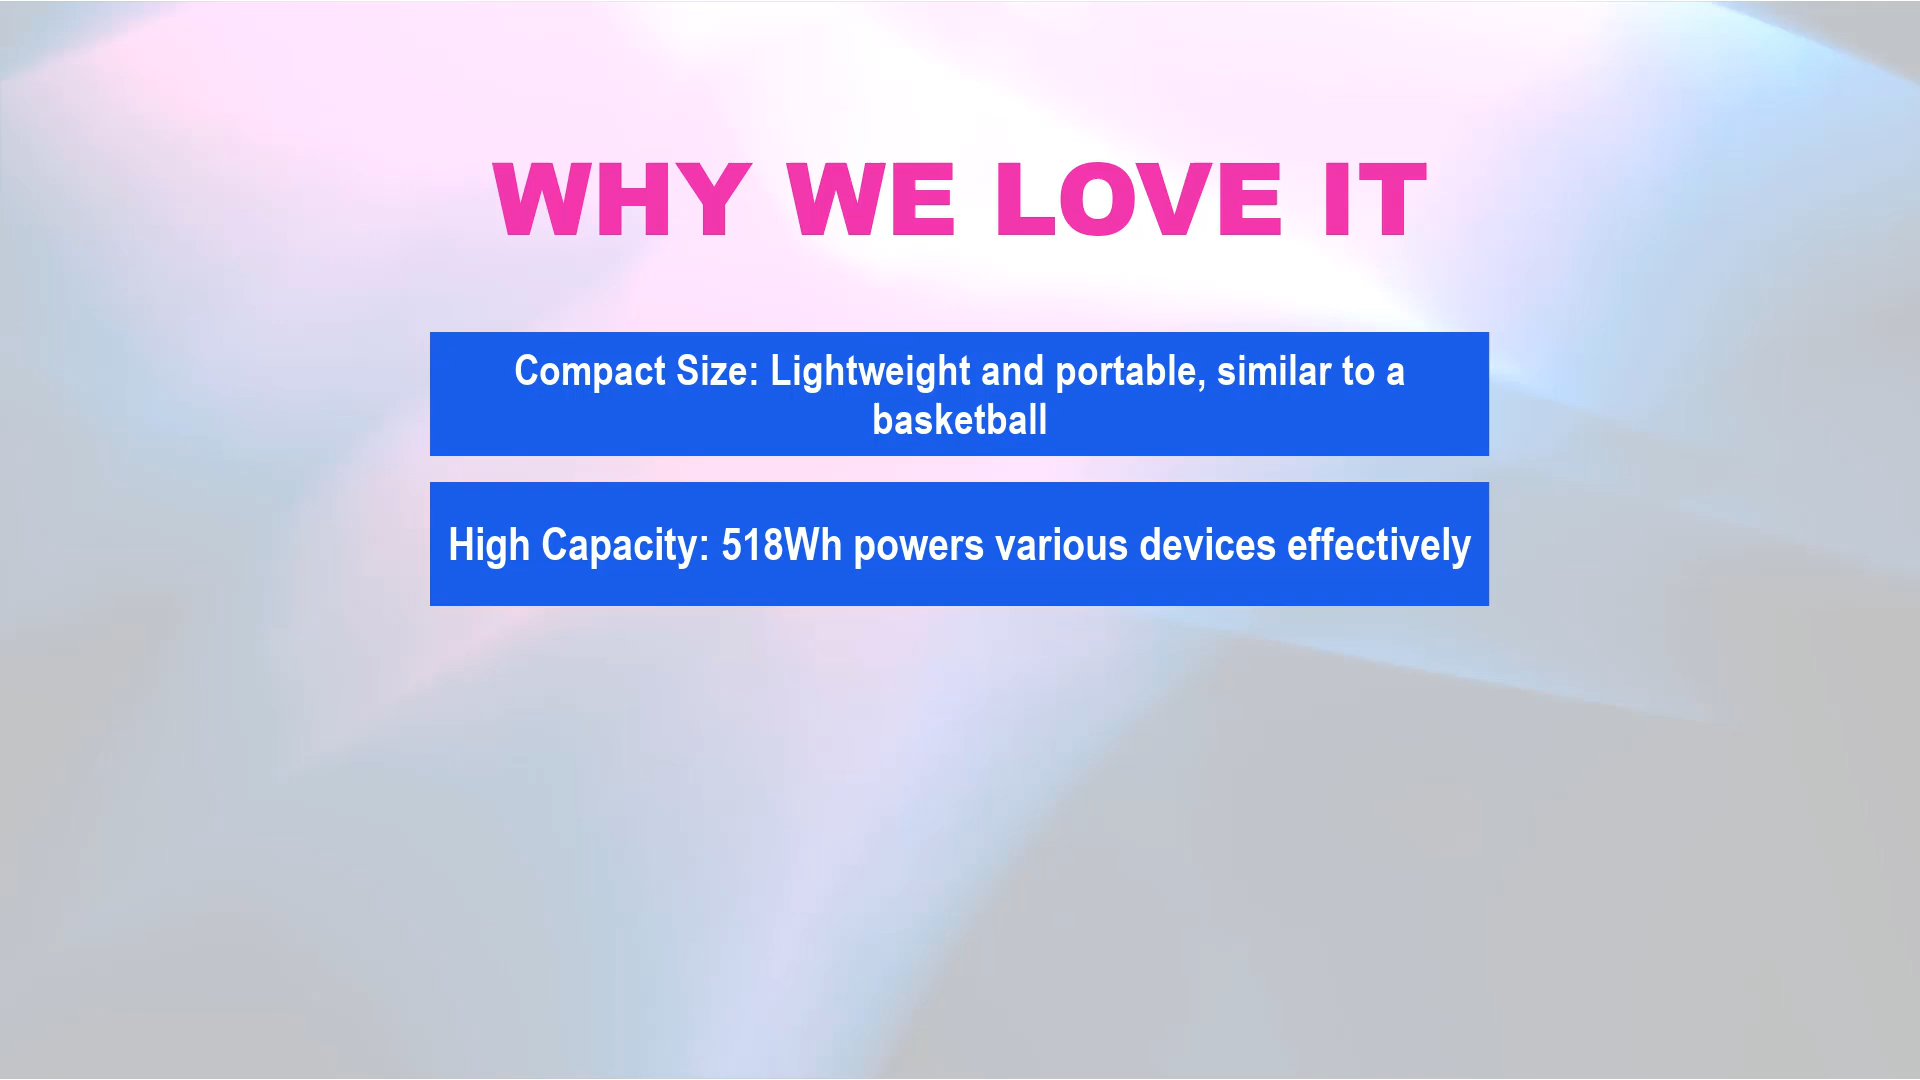 WHY WE LOVE IT
Compact Size: Lightweight and portable, similar to a
basketball
High Capacity: 518Wh powers various devices effectively